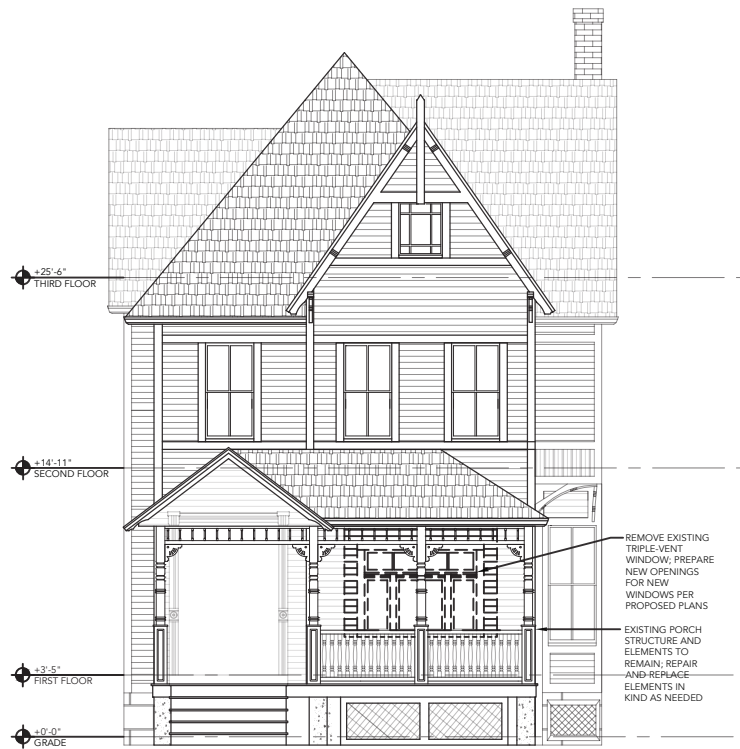 +25'-6"
THIRD FLOOR
+14'-11"
SECOND FLOOR
REMOVE EXISTING
TRIPLE-VENT
WINDOW; PREPARE
NEW OPENINGS
FOR NEW
WINDOWS PER
PROPOSED PLANS
EXISTING PORCH
STRUCTURE AND
ELEMENTS TO
REMAIN; REPAIR
AND REPLACE
ELEMENTS IN
KIND AS NEEDED
+3'-5"
FIRST FLOOR
+0'-0"
GRADE